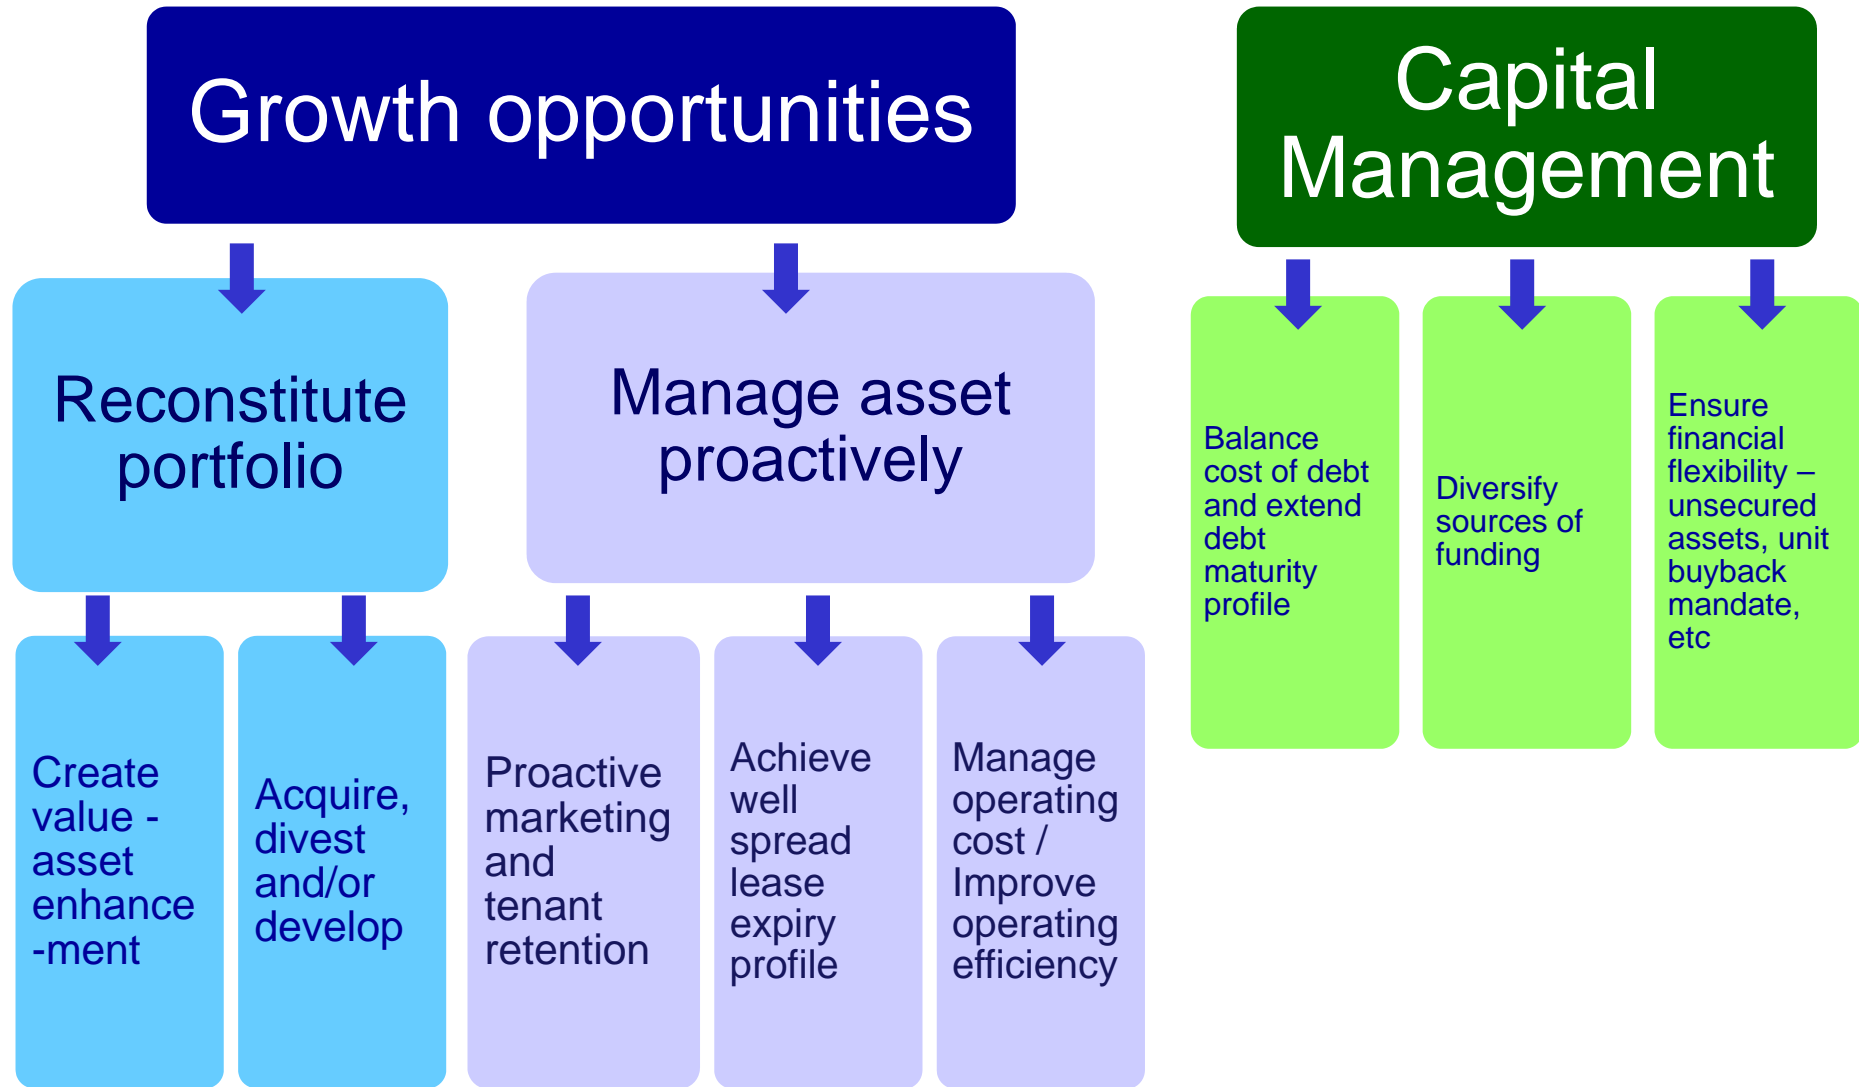 Growth opportunities
Capital
Management
Reconstitute
portfolio
Manage asset
proactively
Balance
cost of debt
and extend
debt
maturity
profile
Diversify
sources of
funding
Ensure
financial
flexibility –
unsecured
assets, unit
buyback
mandate,
etc
Create
value -
asset
enhance
-ment
Acquire,
divest
and/or
develop
Proactive
marketing
and
tenant
retention
Achieve
well
spread
lease
expiry
profile
Manage
operating
cost /
Improve
operating
efficiency